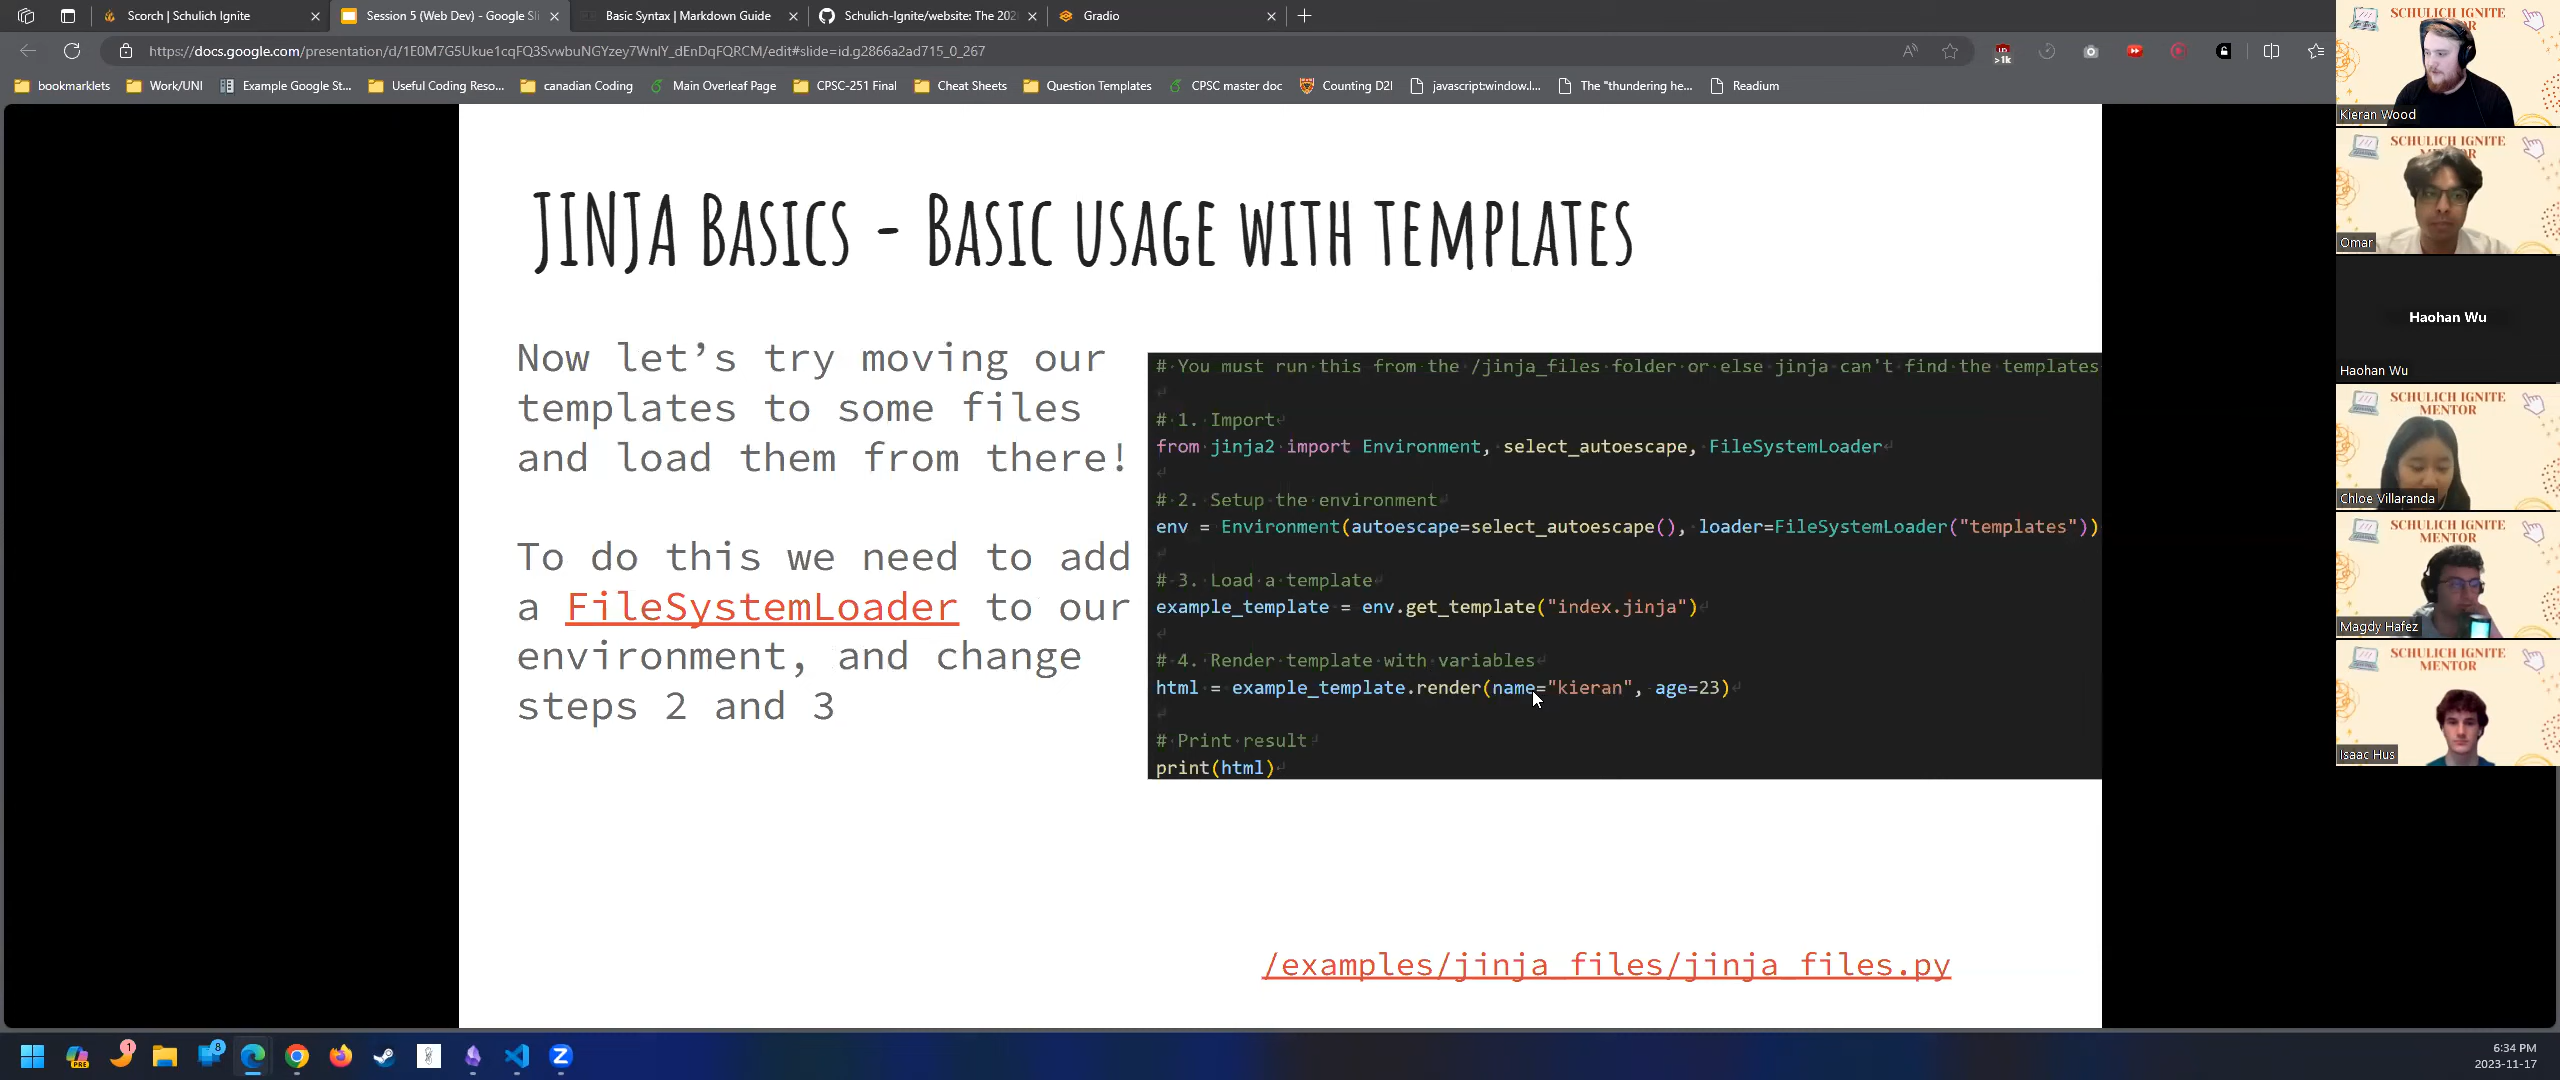 Scorch | Schulich Ignite
Session 5 (Web Dev) - Google Sli
Basic Syntax | Markdown Guide
Schulich-Ignite/website: The 202
Gradio
https://docs.google.com/presentation/d/1E0M7G5Ukue1cqFQ3SvwbuNGYzey7WnlY_dEnDqFQRCM/edit#slide=id.g2866a2ad715_0_267
>1k
bookmarklets
Work/UNI
Example Google St...
Useful Coding Reso...
canadian Coding
Main Overleaf Page
CPSC-251 Final
Cheat Sheets
Question Templates
CPSC master doc
Counting D2l
javascript:window.l...
The "thundering he...
Readium
JINJA Basics - Basic usage with templates
Now let's try moving our
templates to some files
and load them from there!
To do this we need to add
a FileSystemLoader to our
environment, and change
steps 2 and 3
# You must run this from the /jinja_files folder or else jinja can't find the templates
# 1. Import
from jinja2 import Environment, select_autoescape, FileSystemLoader
# 2. Setup the environment
env = Environment(autoescape=select_autoescape(), loader=FileSystemLoader("templates"))
# 3. Load a template
example_template = env.get_template("index.jinja")
# 4. Render template with variables
html = example_template.render(name="kieran", age=23)
# Print result
print(html)
/examples/jinja_files/jinja_files.py
SCHULICH IGNITE
Kieran Wood
SCHULICH IGNITE
Omar
Haohan Wu
Haohan Wu
SCHULICH IGNITE
MENTOR
Chloe Villaranda
SCHULICH IGNITE
MENTOR
Magdy Hafez
SCHULICH IGNITE
MENTOR
Isaac Hus
PRE
1
8
6:34 PM
2023-11-17